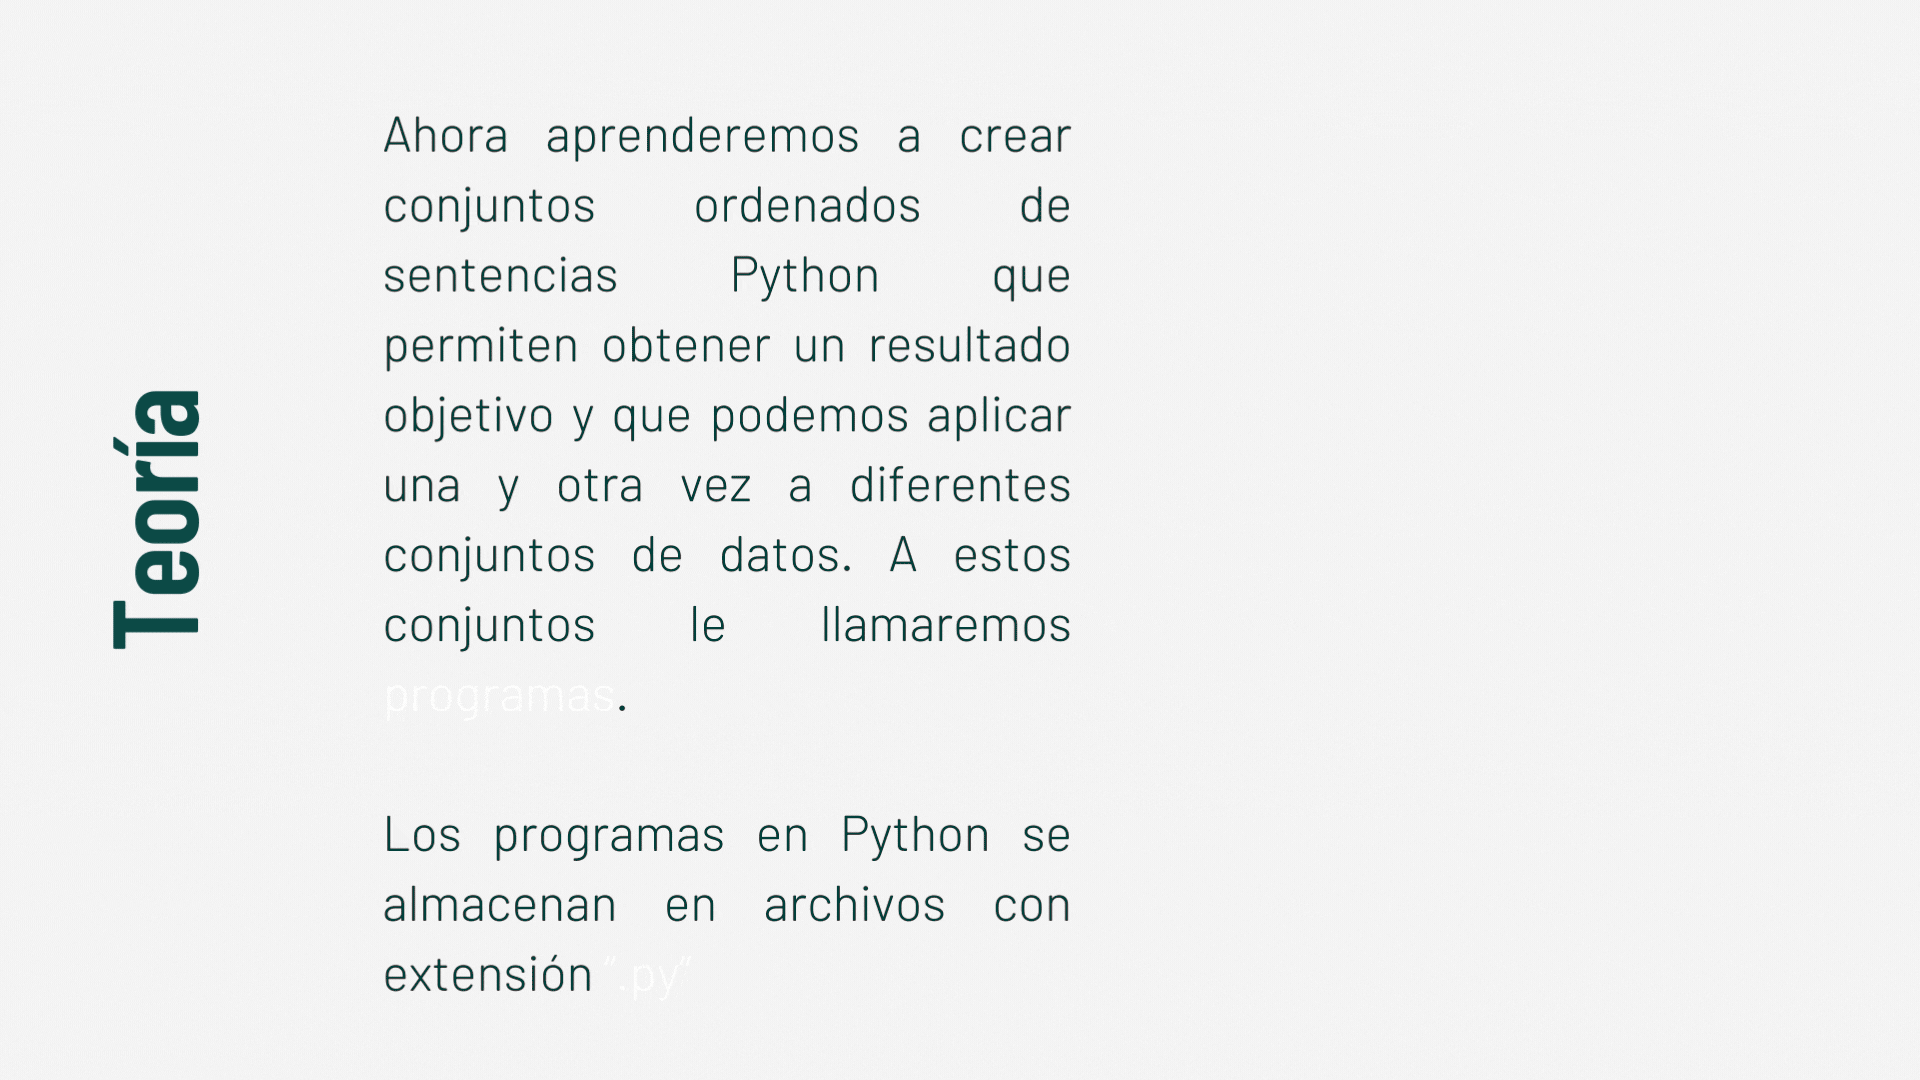 Teoría
Ahora aprenderemos a crear
conjuntos ordenados de
sentencias Python que
permiten obtener un resultado
objetivo y que podemos aplicar
una y otra vez a diferentes
conjuntos de datos. A estos
conjuntos le llamaremos
programas.
Los programas en Python se
almacenan en archivos con
extensión “.py”